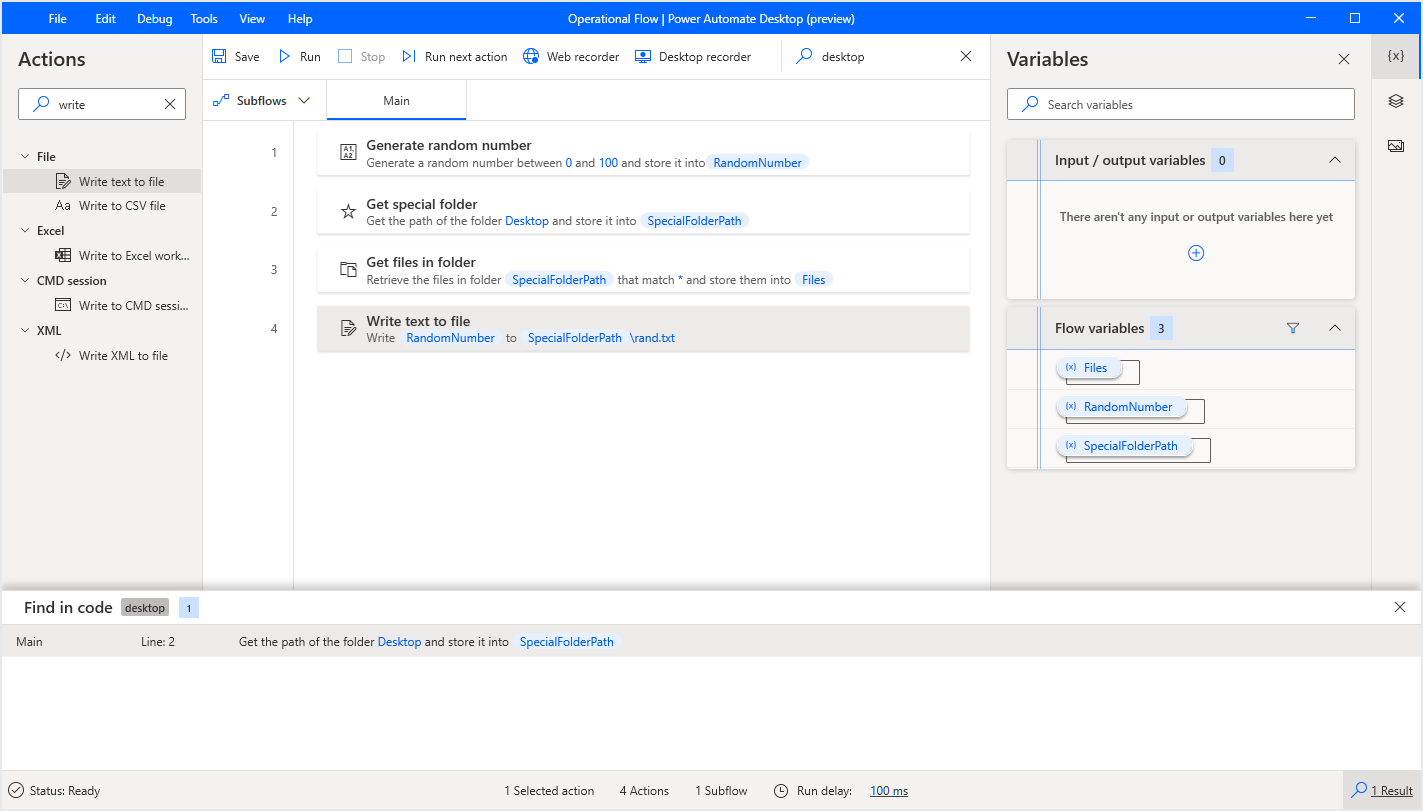 File Edit Debug Tools View Help Operational Flow | Power Automate Desktop (preview)
Actions
write
File
Write text to file
Aa Write to CSV file
Excel
Write to Excel work...
CMD session
Write to CMD sessi...
XML
Write XML to file
Save Run Stop Run next action Web recorder Desktop recorder desktop
Subflows Main
1 Generate random number
Generate a random number between 0 and 100 and store it into RandomNumber
2 Get special folder
Get the path of the folder Desktop and store it into SpecialFolderPath
3 Get files in folder
Retrieve the files in folder SpecialFolderPath that match * and store them into Files
4 Write text to file
Write RandomNumber to SpecialFolderPath \rand.txt
Variables
{x}
Search variables
Input / output variables 0
There aren't any input or output variables here yet
Flow variables 3
(x) Files
(x) RandomNumber
(x) SpecialFolderPath
Find in code desktop 1
Main Line: 2 Get the path of the folder Desktop and store it into SpecialFolderPath
Status: Ready 1 Selected action 4 Actions 1 Subflow Run delay: 100 ms 1 Result